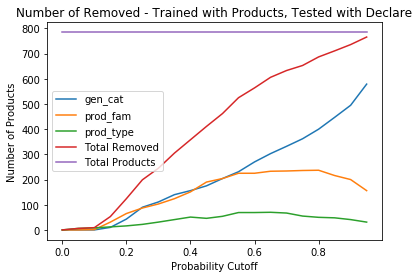 Number of Removed - Trained with Products, Tested with Declare
Number of Products
800
700
600
500
400
300
200
100
0
gen_cat
prod_fam
prod_type
Total Removed
Total Products
0.0
0.2
0.4
0.6
0.8
Probability Cutoff